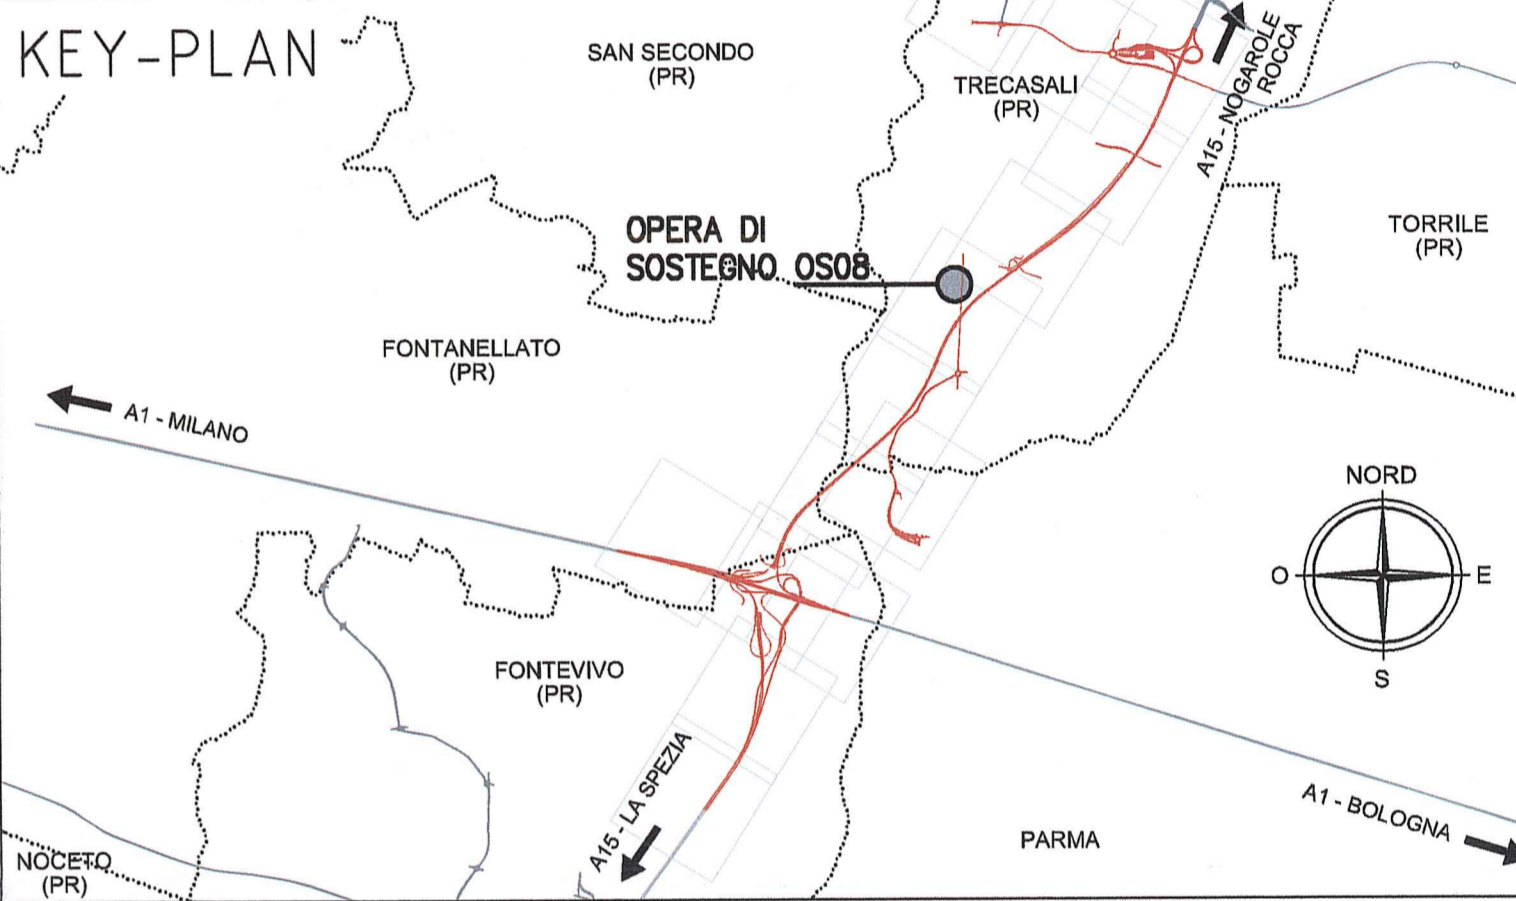 KEY-PLAN
SAN SECONDO
(PR)
TRECASALI
(PR)
A15 - NOGAROLE
ROCCA
OPERA DI
SOSTEGNO OS08
TORRILE
(PR)
FONTANELLATO
(PR)
A1 - MILANO
NORD
O
E
S
FONTEVIVO
(PR)
A15 - LA SPEZIA
A1 - BOLOGNA
PARMA
NOCETO
(PR)